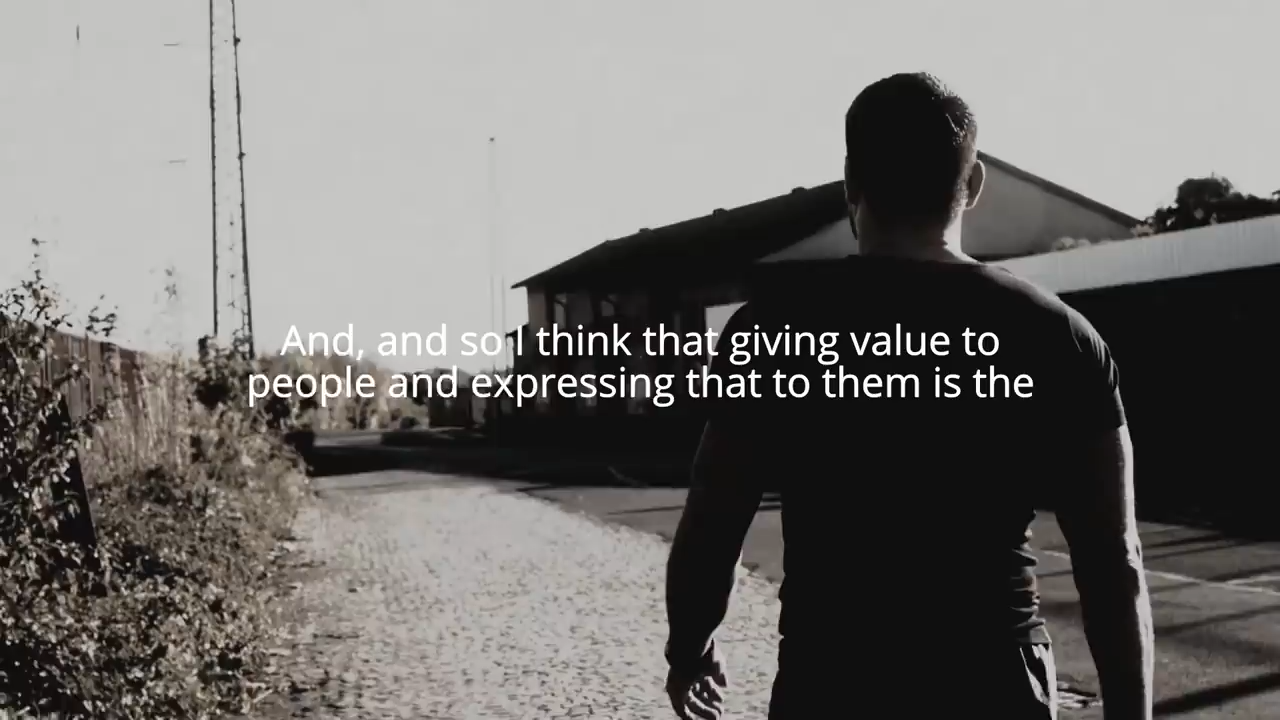 And, and so I think that giving value to
people and expressing that to them is the